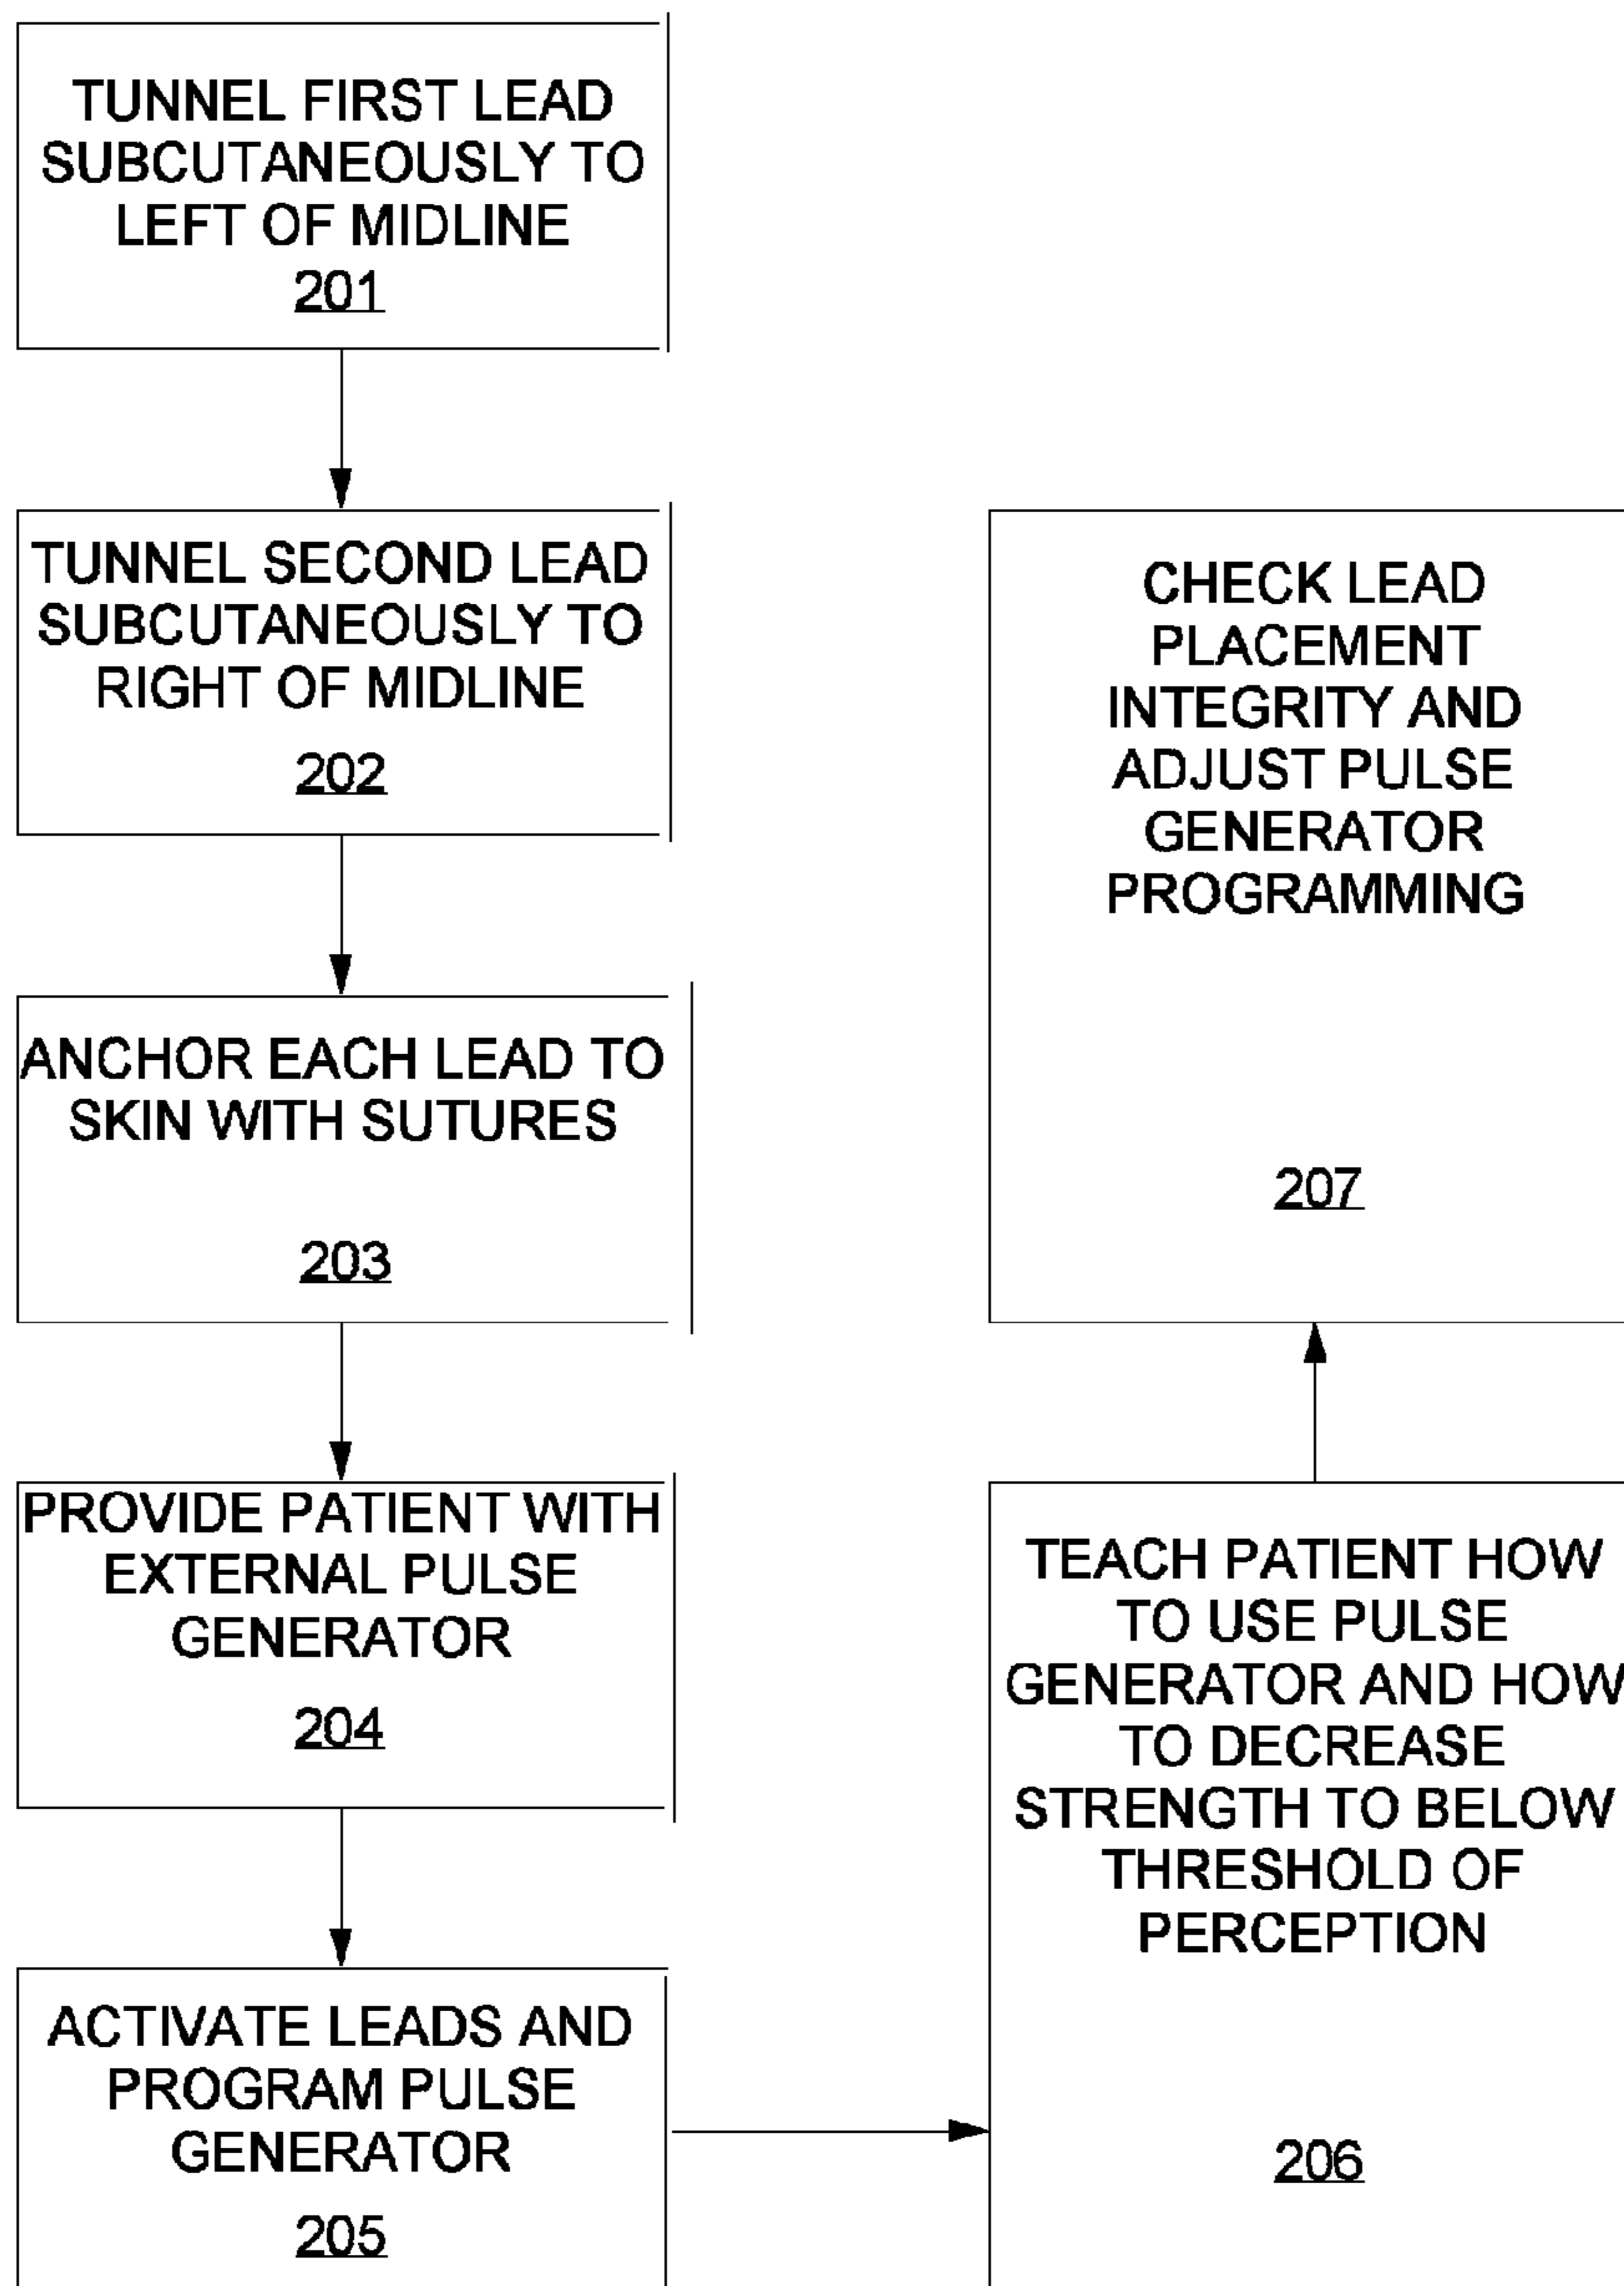 TUNNEL FIRST LEAD
SUBCUTANEOUSLY TO
LEFT OF MIDLINE
201
TUNNEL SECOND LEAD
SUBCUTANEOUSLY TO
RIGHT OF MIDLINE
202
ANCHOR EACH LEAD TO
SKIN WITH SUTURES
203
PROVIDE PATIENT WITH
EXTERNAL PULSE
GENERATOR
204
ACTIVATE LEADS AND
PROGRAM PULSE
GENERATOR
205
TEACH PATIENT HOW
TO USE PULSE
GENERATOR AND HOW
TO DECREASE
STRENGTH TO BELOW
THRESHOLD OF
PERCEPTION
206
CHECK LEAD
PLACEMENT
INTEGRITY AND
ADJUST PULSE
GENERATOR
PROGRAMMING
207